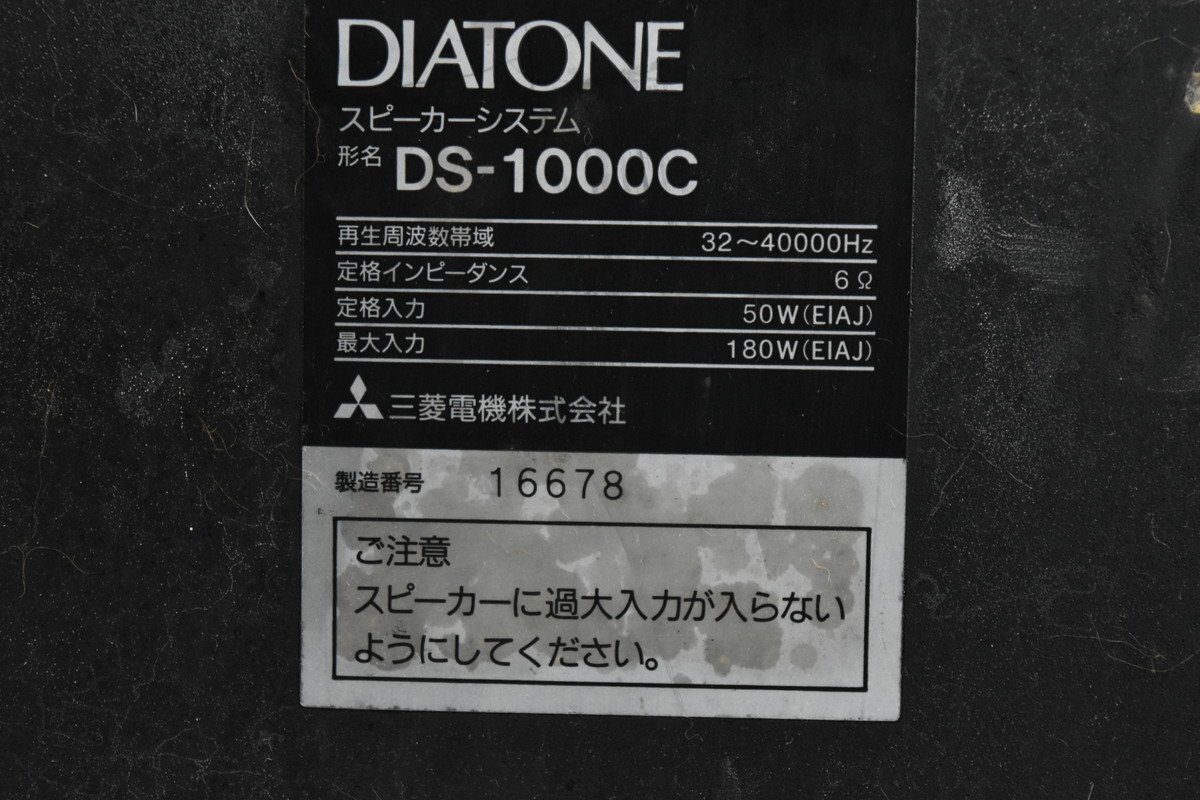 DIATONE
スピーカーシステム
形名 DS-1000C
再生周波数帯域 32～40000Hz
定格インピーダンス 6Ω
定格入力 50W(EIAJ)
最大入力 180W(EIAJ)
三菱電機株式会社
製造番号 16678
ご注意
スピーカーに過大入力が入らない
ようにしてください。